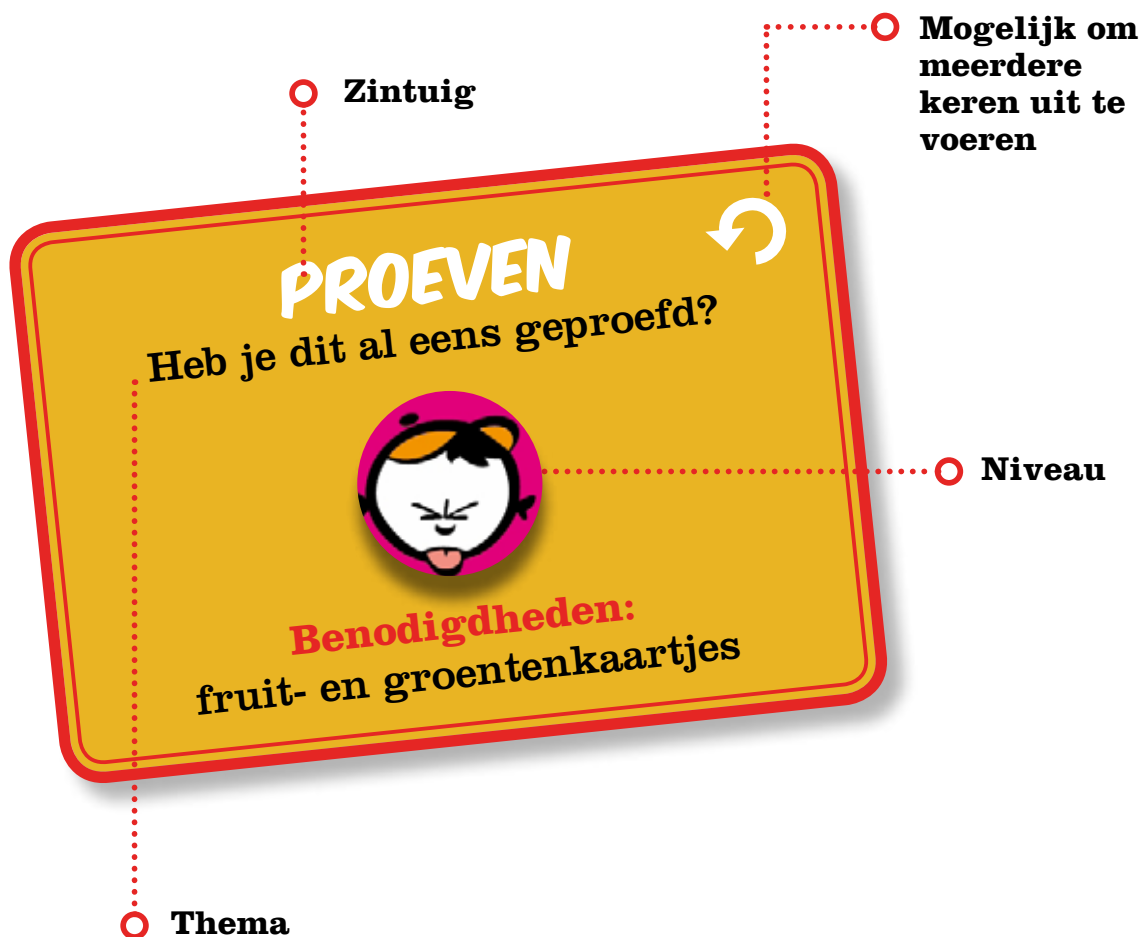 Mogelijk om
meerdere
keren uit te
voeren
Zintuig
PROEVEN
Heb je dit al eens geproefd?
Niveau
Benodigdheden:
fruit- en groentenkaartjes
Thema